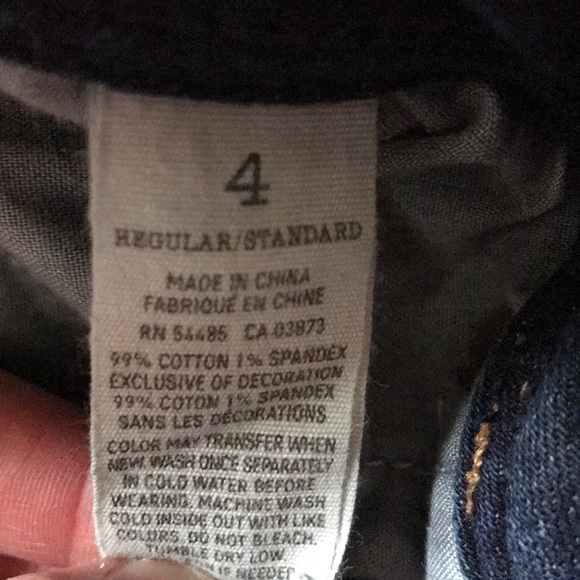 4
REGULAR/STANDARD
MADE IN CHINA
FABRIQUÉ EN CHINE
RN 54485 CA 03873
99% COTTON 1% SPANDEX
EXCLUSIVE OF DECORATION
99% COTON 1% SPANDEX
SANS LES DÉCORATIONS
COLOR MAY TRANSFER WHEN
NEW. WASH ONCE SEPARATELY
IN COLD WATER BEFORE
WEARING. MACHINE WASH
COLD INSIDE OUT WITH LIKE
COLORS. DO NOT BLEACH.
TUMBLE DRY LOW.
IF NEEDED